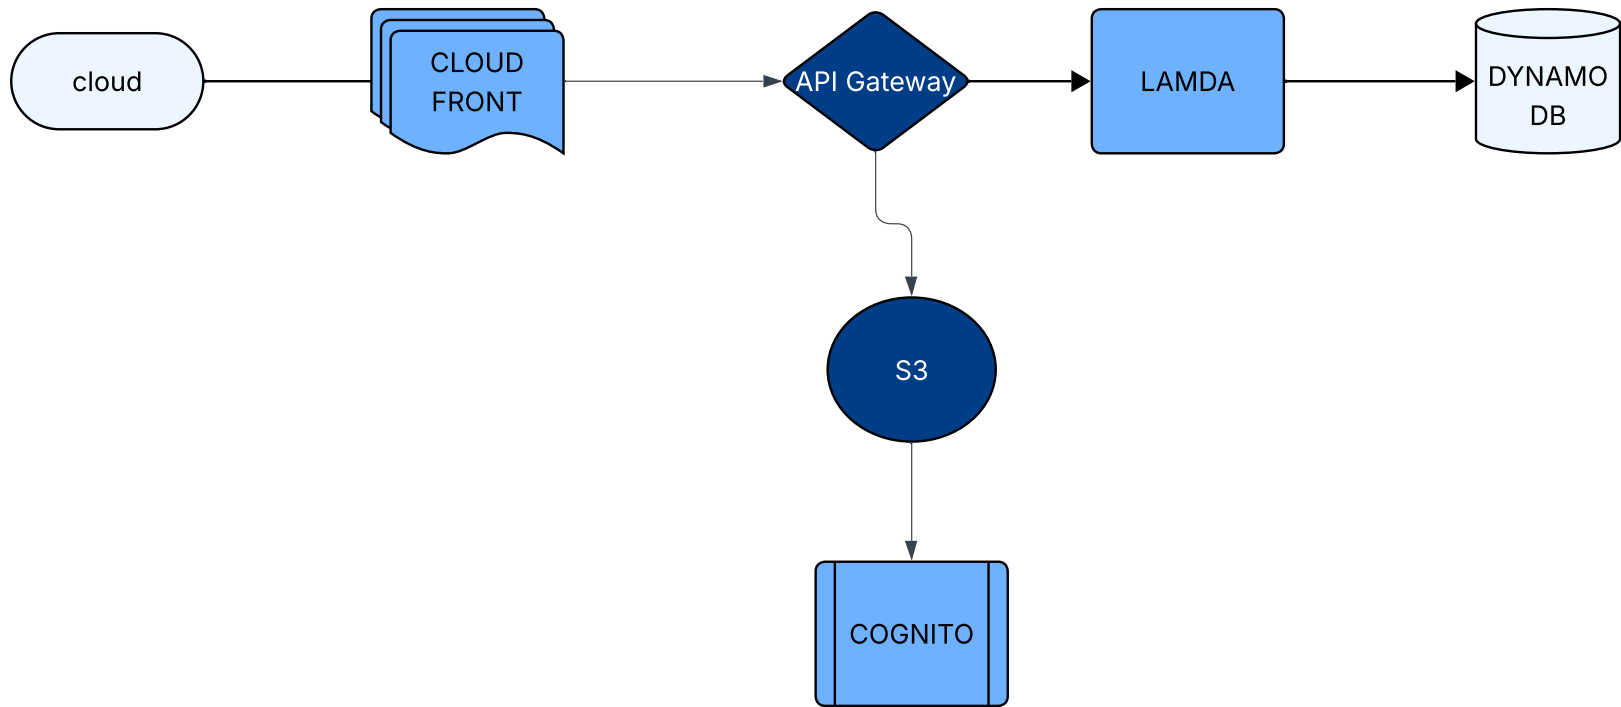 cloud
CLOUD
FRONT
API Gateway
LAMDA
DYNAMO
DB
S3
COGNITO